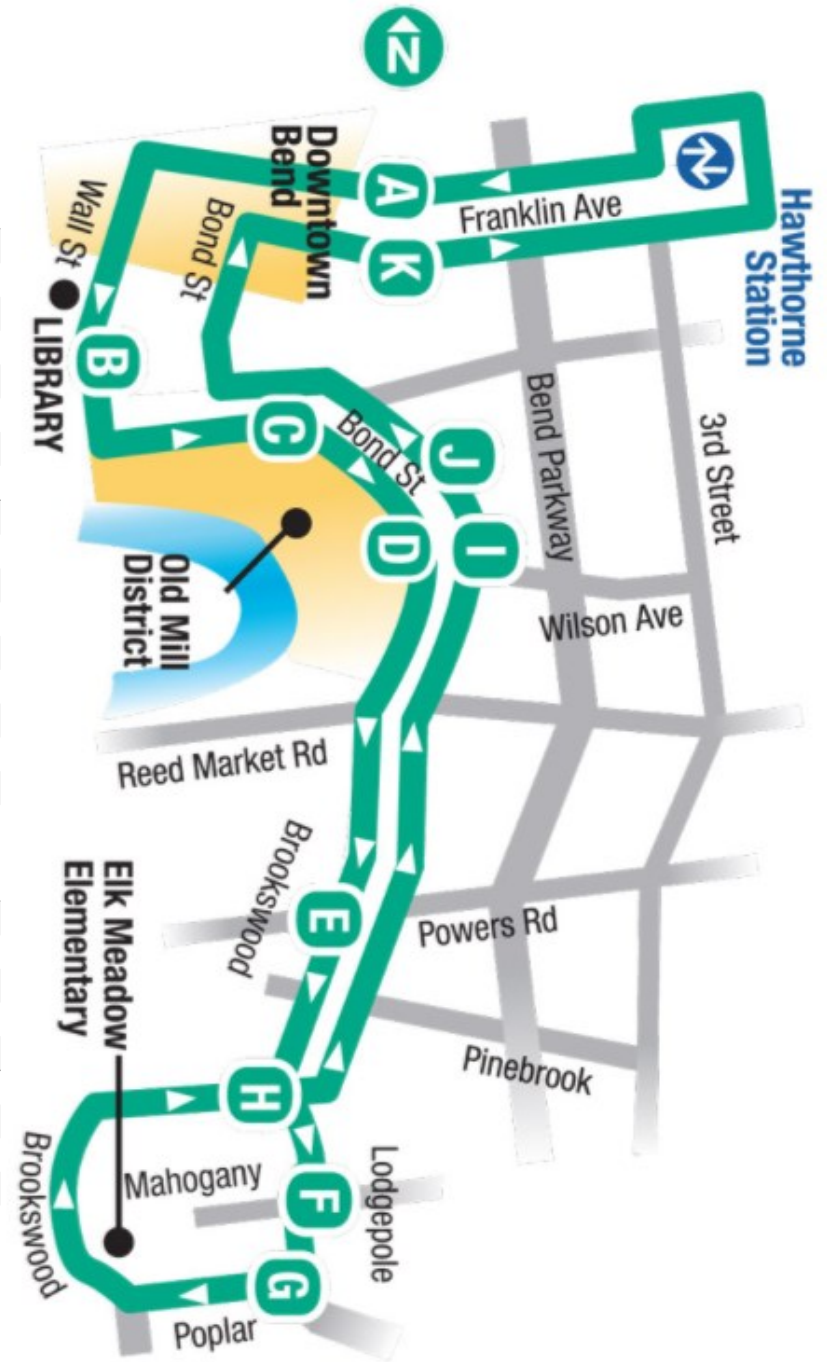 N
Hawthorne
Station
A
K
Franklin Ave
Downtown
Bend
Bond St
Wall St
LIBRARY
B
C
Bond St
J
I
D
Bend Parkway
3rd Street
Wilson Ave
Old Mill
District
Reed Market Rd
Brookswood
E
Powers Rd
Pinebrook
Elk Meadow
Elementary
H
Mahogany
F
Lodgepole
G
Brookswood
Poplar